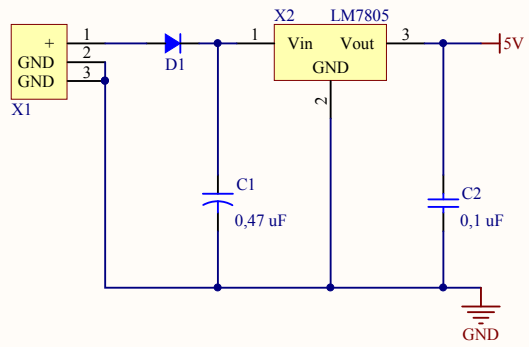 X2 LM7805
+ 1
GND 2
GND 3
X1
D1
1 Vin Vout 3
GND
2
5V
C1
0,47 uF
C2
0,1 uF
GND